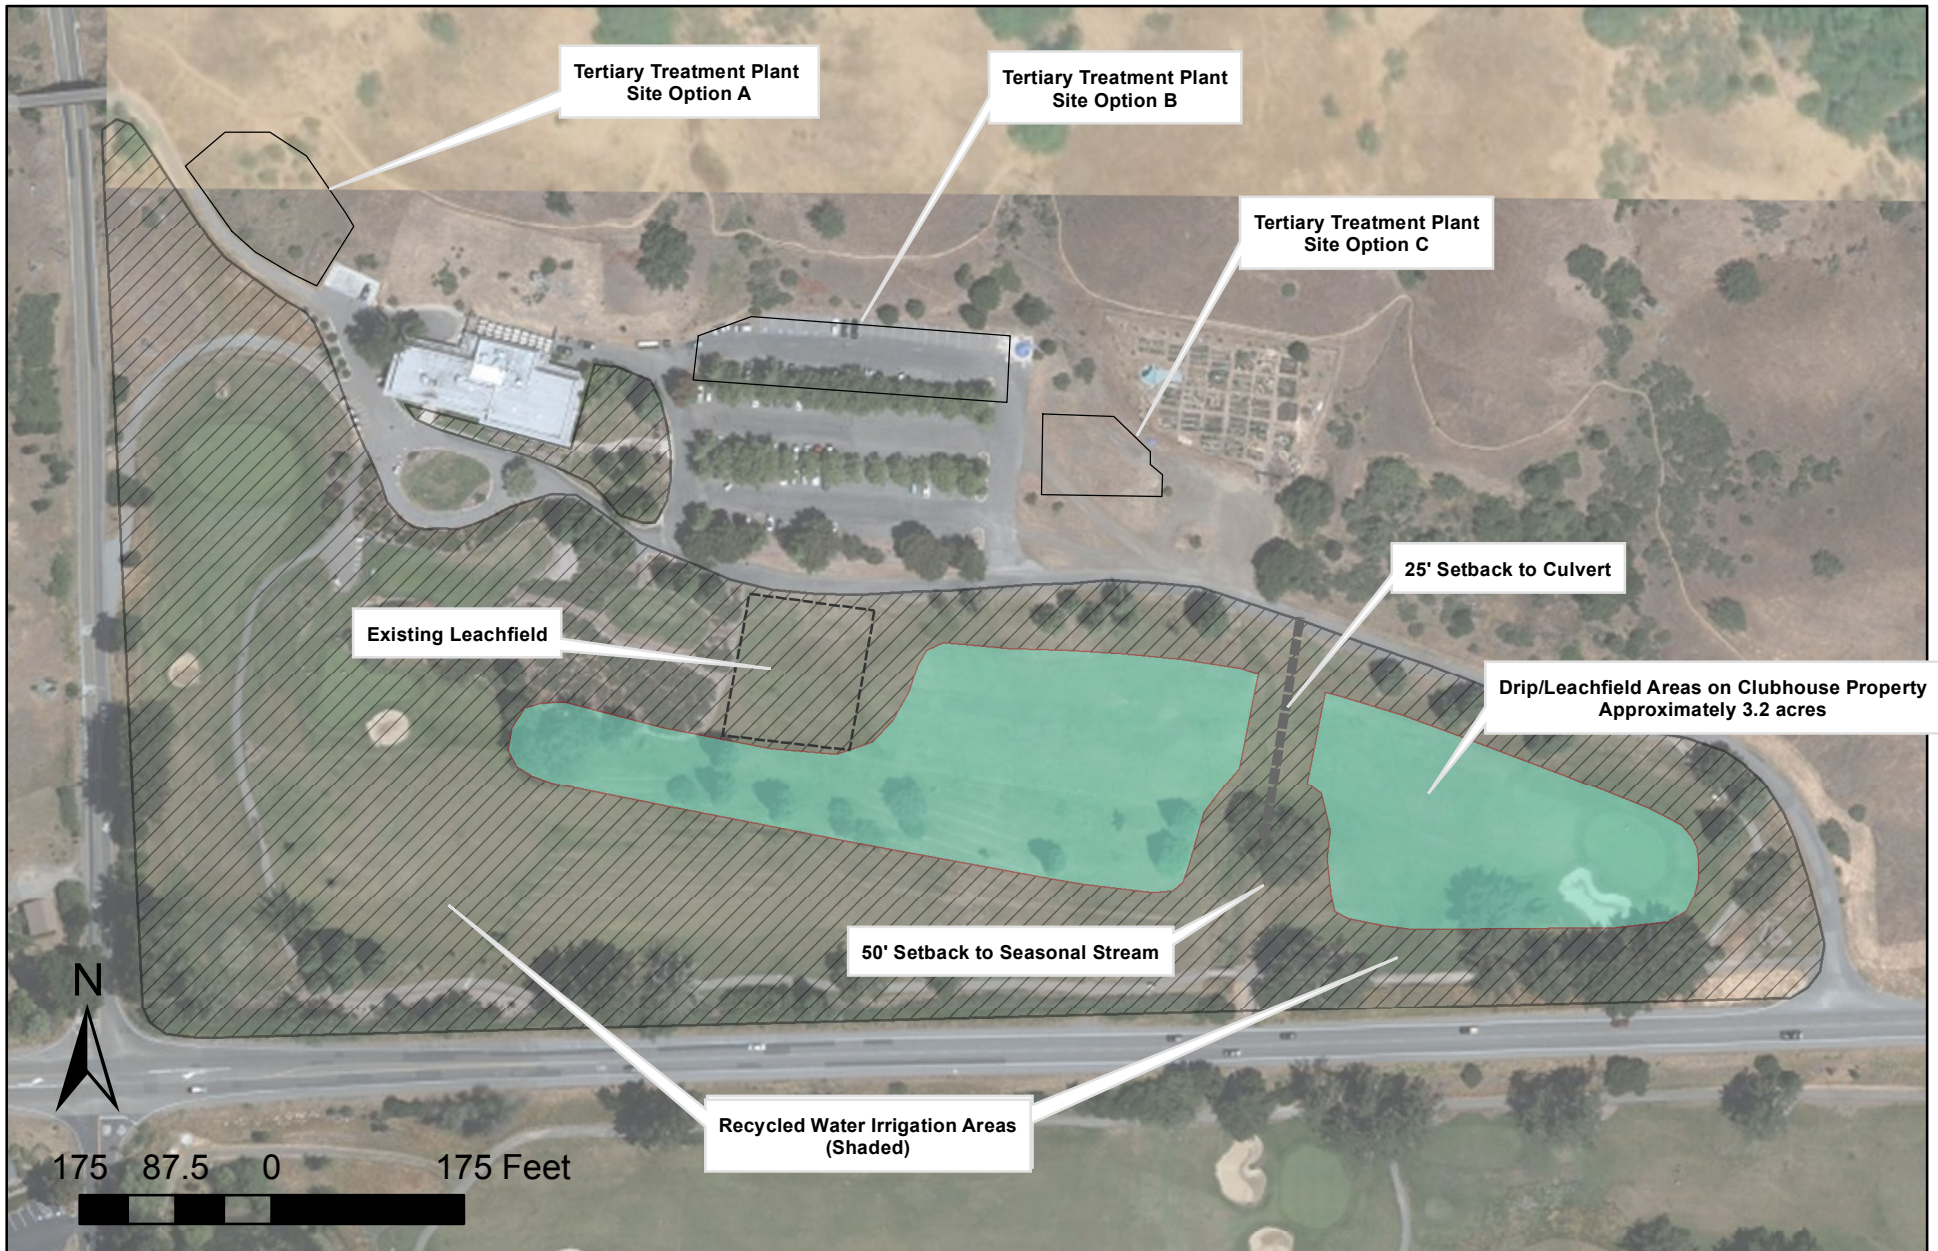 Tertiary Treatment Plant
Site Option A
Tertiary Treatment Plant
Site Option B
Tertiary Treatment Plant
Site Option C
25' Setback to Culvert
Existing Leachfield
Drip/Leachfield Areas on Clubhouse Property
Approximately 3.2 acres
50' Setback to Seasonal Stream
N
Recycled Water Irrigation Areas
(Shaded)
175 87.5 0 175 Feet